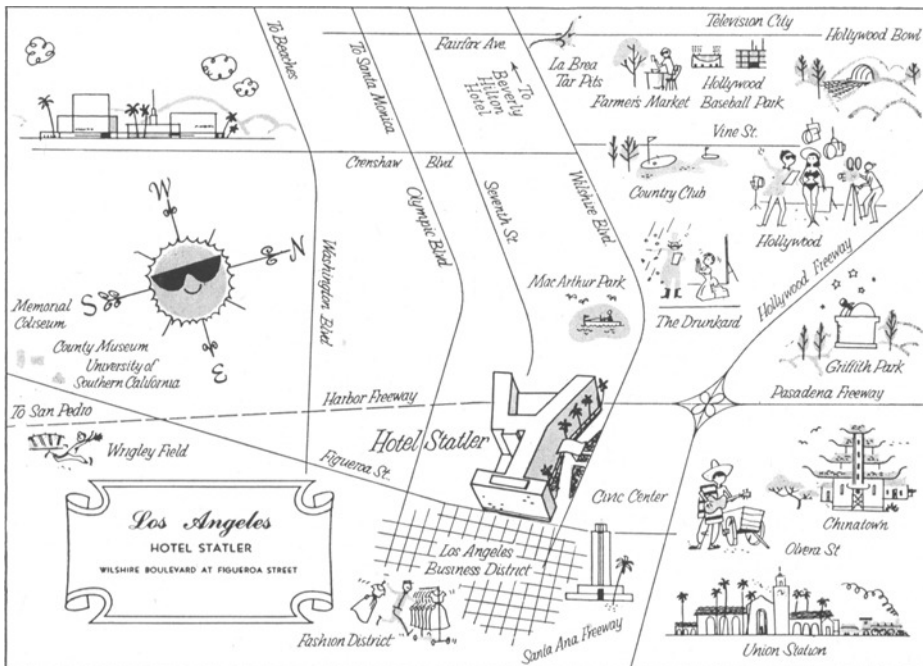 To Beaches
To Santa Monica
Fairfax Ave.
To
Beverly
Hilton
Hotel
Television City
Hollywood Bowl
La Brea
Tar Pits
Farmer's Market
Hollywood
Baseball Park
Vine St.
Crenshaw Blvd
Country Club
Hollywood
Olympic Blvd
Seventh St.
Wilshire Blvd.
Washington Blvd
W
N
S
E
Mac Arthur Park
The Drunkard
Hollywood Freeway
Griffith Park
Memorial
Coliseum
County Museum
University of
Southern California
Harbor Freeway
Pasadena Freeway
To San Pedro
Wrigley Field
Hotel Statler
Figueroa St.
Civic Center
Chinatown
Olvera St
Los Angeles
HOTEL STATLER
WILSHIRE BOULEVARD AT FIGUEROA STREET
Los Angeles
Business District
Fashion District
Santa Ana Freeway
Union Station